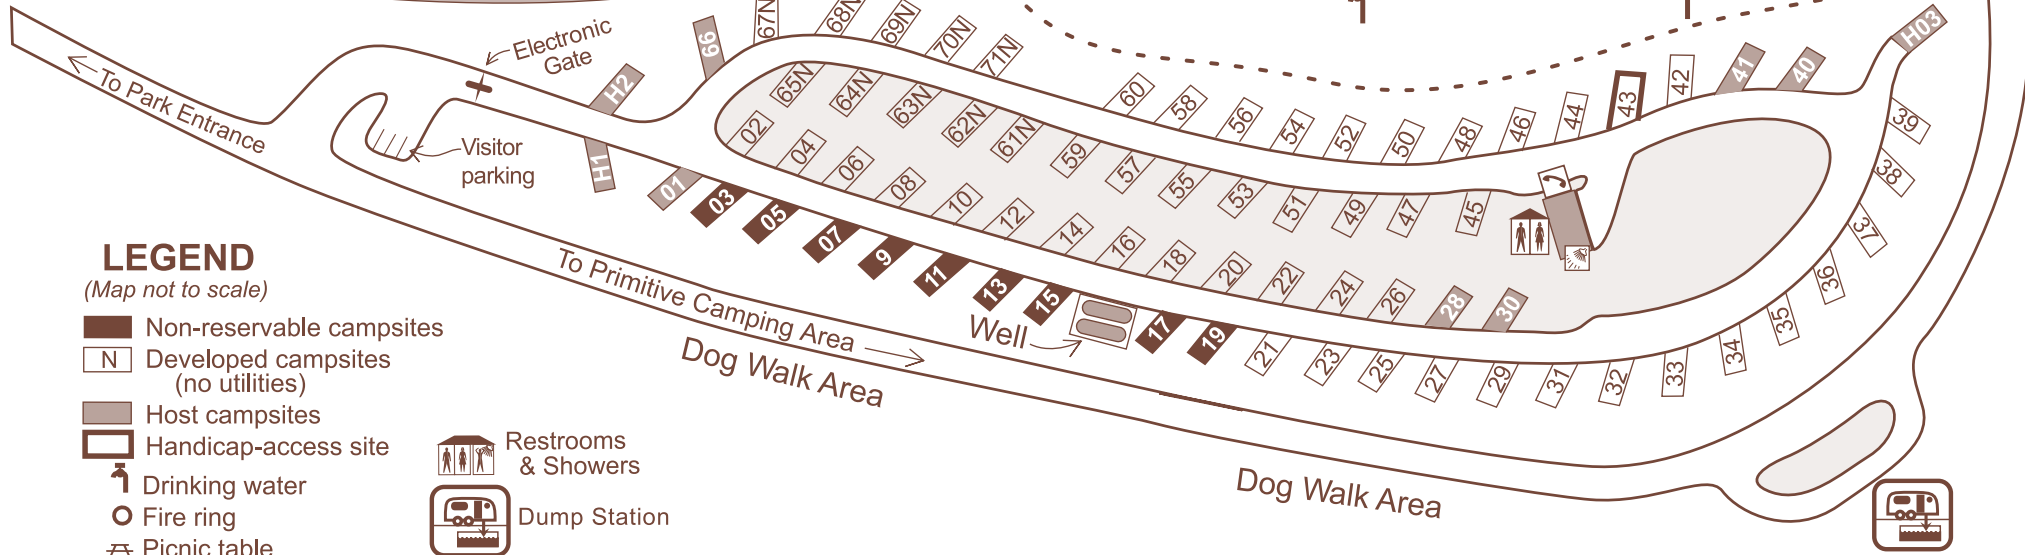 67N
68N
69N
70N
71N
66
H2
H1
Electronic
Gate
To Park Entrance
Visitor
parking
65N
64N
63N
62N
61N
59
57
55
53
51
49
47
45
60
58
56
54
52
50
48
46
44
43
42
41
40
H03
39
38
37
36
35
34
33
32
31
29
27
25
23
21
19
17
15
13
11
9
07
05
03
01
02
04
06
08
10
12
14
16
18
20
22
24
26
28
30
Well
To Primitive Camping Area
Dog Walk Area
Dog Walk Area
LEGEND
(Map not to scale)
Non-reservable campsites
N Developed campsites
(no utilities)
Host campsites
Handicap-access site
Drinking water
Fire ring
Picnic table
Restrooms
& Showers
Dump Station